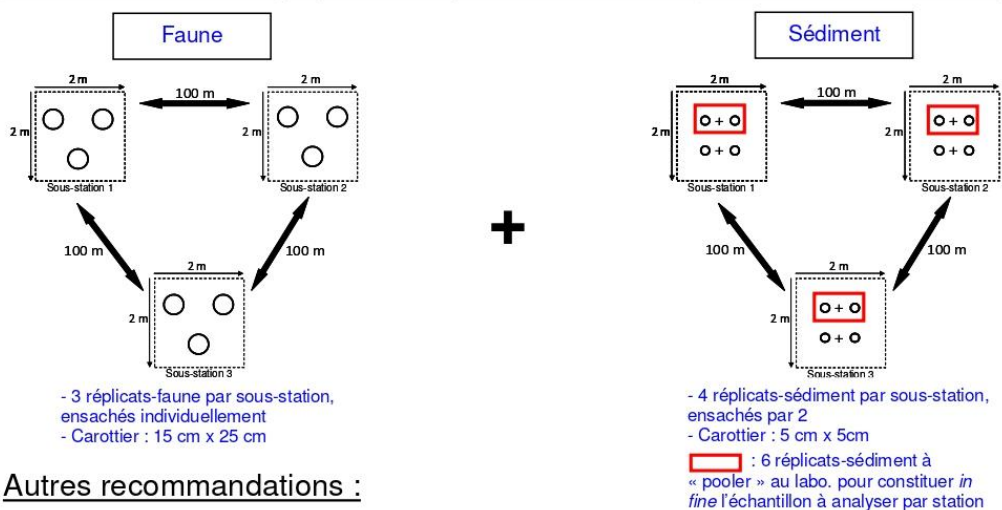 Faune
2 m
2 m
100 m
2 m
2 m
Sous-station 1
Sous-station 2
100 m
100 m
2 m
2 m
Sous-station 3
- 3 réplicats-faune par sous-station,
ensachés individuellement
- Carottier : 15 cm x 25 cm
+
Sédiment
2 m
2 m
100 m
2 m
2 m
o + o
o + o
o + o
o + o
Sous-station 1
Sous-station 2
100 m
100 m
2 m
2 m
o + o
o + o
Sous-station 3
- 4 réplicats-sédiment par sous-station,
ensachés par 2
- Carottier : 5 cm x 5cm
: 6 réplicats-sédiment à
« pooler » au labo. pour constituer in
fine l'échantillon à analyser par station
Autres recommandations :